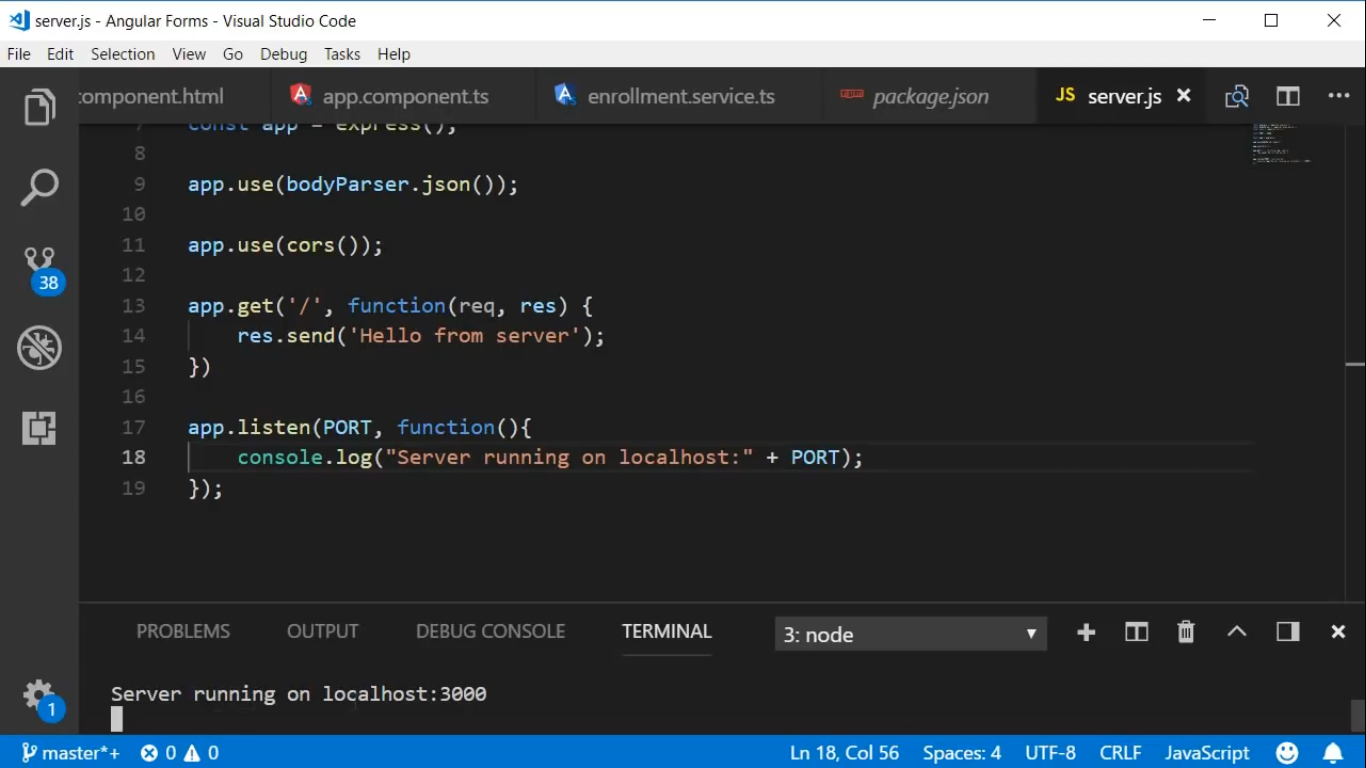 server.js - Angular Forms - Visual Studio Code
File Edit Selection View Go Debug Tasks Help
component.html app.component.ts enrollment.service.ts package.json JS server.js
7 const app = express();
8
9 app.use(bodyParser.json());
10
11 app.use(cors());
12
13 app.get('/', function(req, res) {
14 res.send('Hello from server');
15 })
16
17 app.listen(PORT, function(){
18 console.log("Server running on localhost:" + PORT);
19 });
38
PROBLEMS OUTPUT DEBUG CONSOLE TERMINAL 3: node
Server running on localhost:3000
1
master*+ 0 0 Ln 18, Col 56 Spaces: 4 UTF-8 CRLF JavaScript